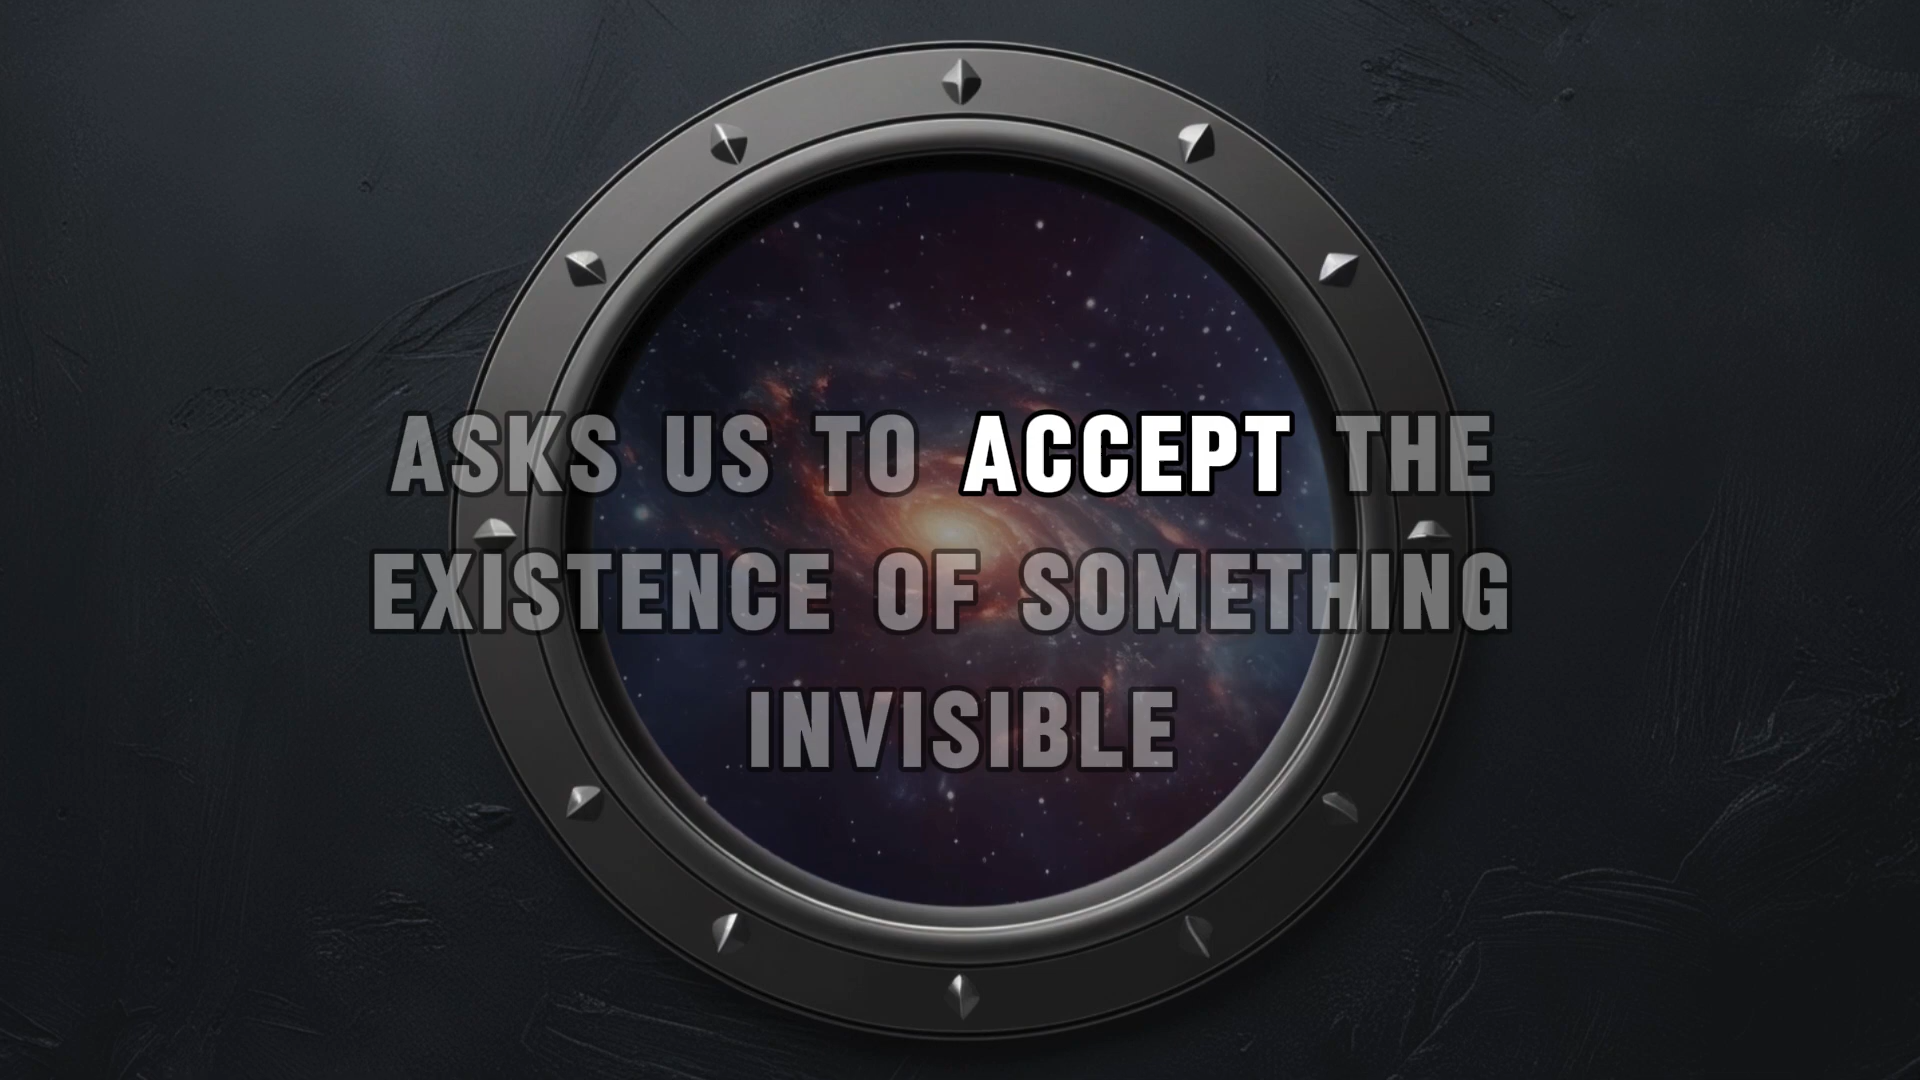 ASKS US TO ACCEPT THE
EXISTENCE OF SOMETHING
INVISIBLE